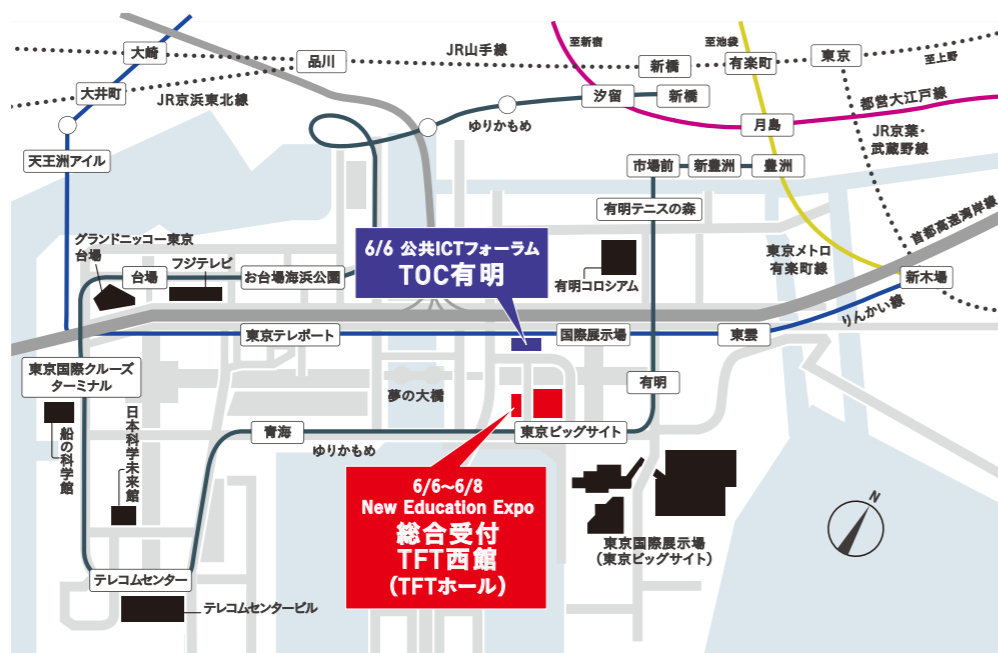 大崎
品川
JR山手線
至新宿
至池袋
有楽町
東京
至上野
新橋
大井町
JR京浜東北線
汐留
新橋
都営大江戸線
ゆりかもめ
月島
JR京葉・
武蔵野線
天王洲アイル
市場前
新豊洲
豊洲
有明テニスの森
首都高速湾岸線
グランドニッコー東京
台場
フジテレビ
台場
お台場海浜公園
6/6 公共ICTフォーラム
TOC有明
有明コロシアム
東京メトロ
有楽町線
新木場
りんかい線
東京テレポート
国際展示場
東雲
東京国際クルーズ
ターミナル
夢の大橋
有明
船の科学館
日本科学未来館
青海
ゆりかもめ
東京ビッグサイト
6/6~6/8
New Education Expo
総合受付
TFT西館
(TFTホール)
N
東京国際展示場
(東京ビッグサイト)
テレコムセンター
テレコムセンタービル